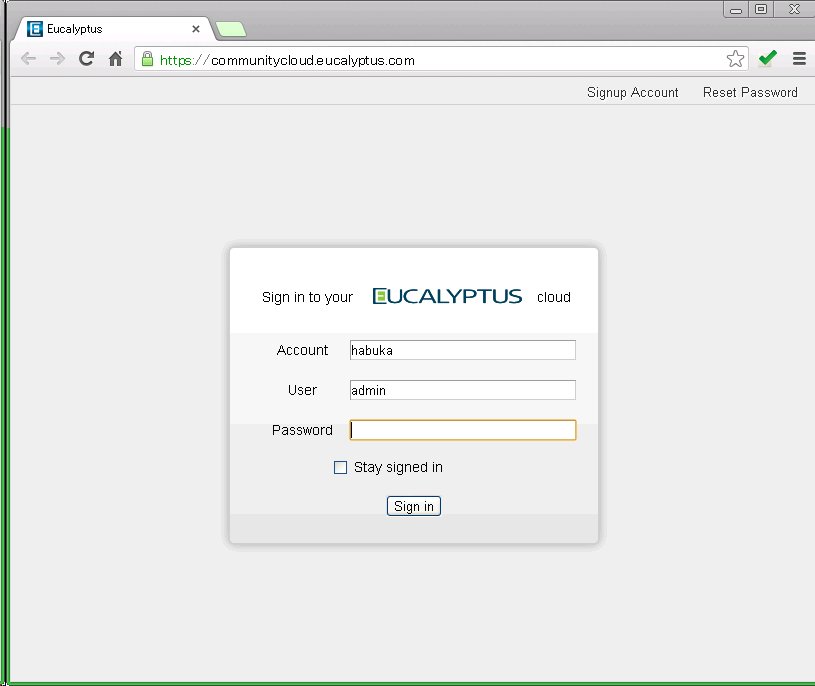 Eucalyptus
https://communitycloud.eucalyptus.com
Signup Account Reset Password
Sign in to your EUCALYPTUS cloud
Account habuka
User admin
Password
Stay signed in
Sign in